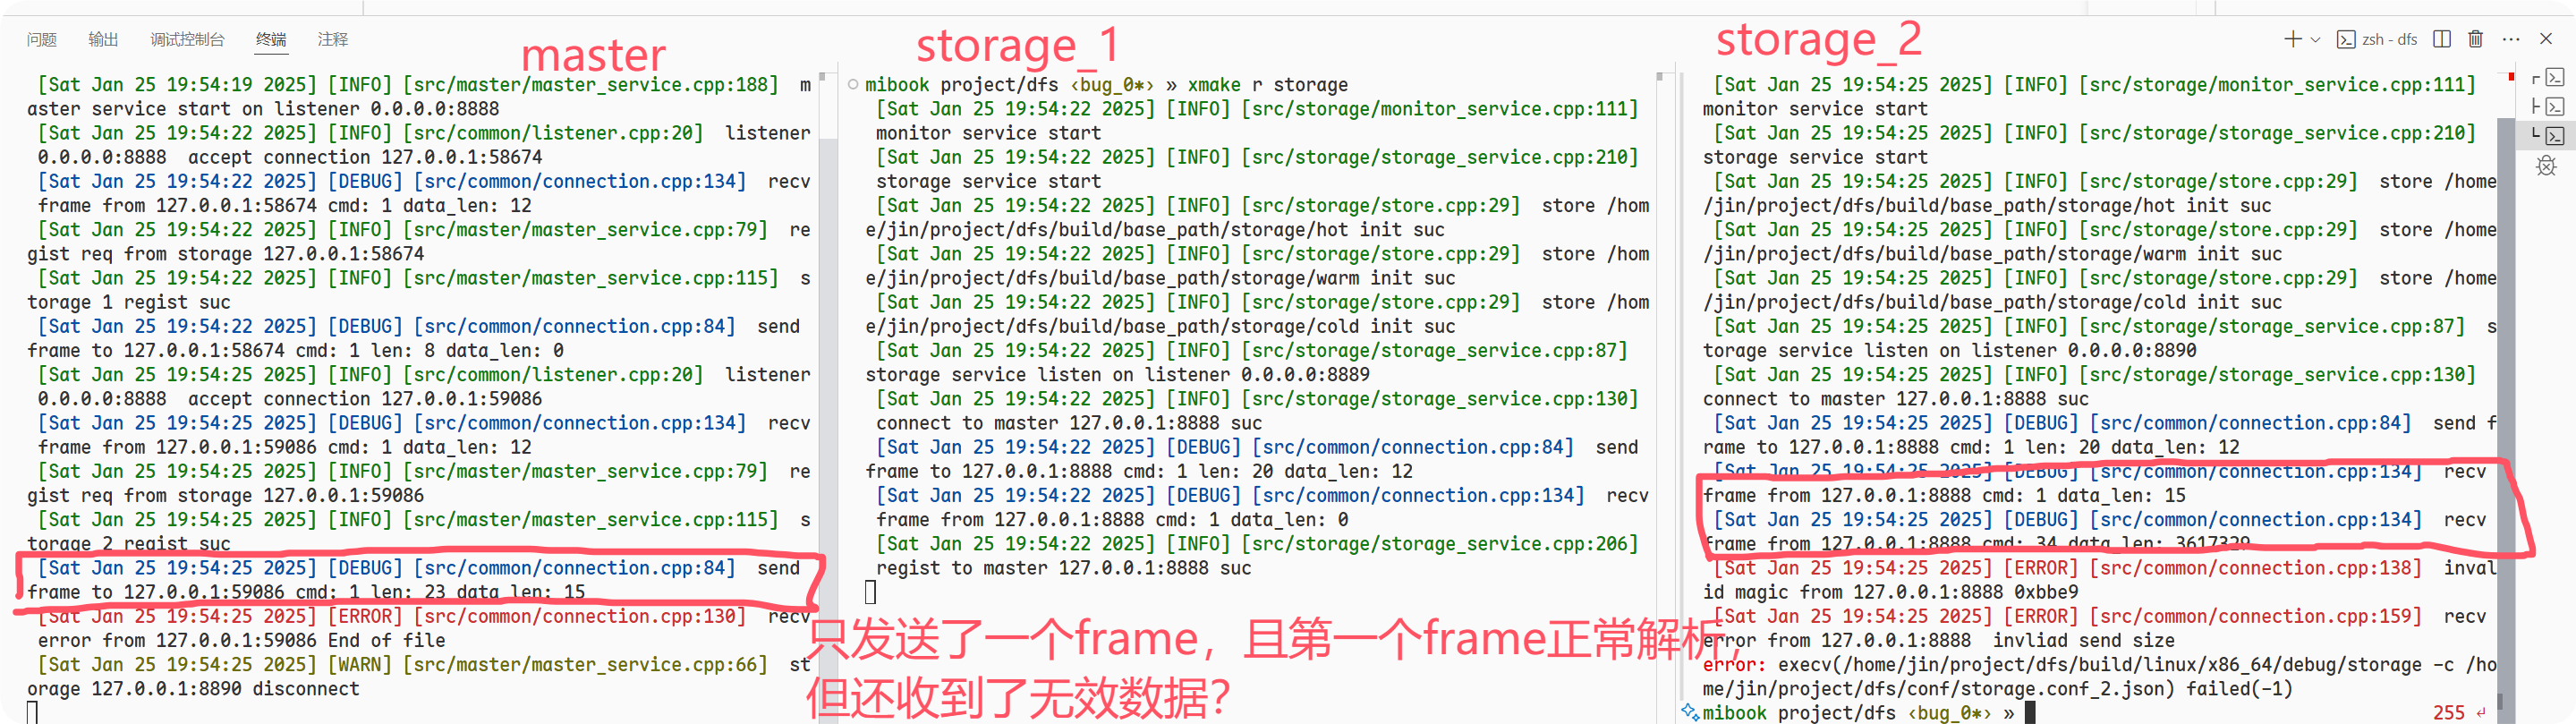 问题 输出 调试控制台 终端 注释
zsh - dfs
master
[Sat Jan 25 19:54:19 2025] [INFO] [src/master/master_service.cpp:188] m
aster service start on listener 0.0.0.0:8888
[Sat Jan 25 19:54:22 2025] [INFO] [src/common/listener.cpp:20] listener
0.0.0.0:8888 accept connection 127.0.0.1:58674
[Sat Jan 25 19:54:22 2025] [DEBUG] [src/common/connection.cpp:134] recv
frame from 127.0.0.1:58674 cmd: 1 data_len: 12
[Sat Jan 25 19:54:22 2025] [INFO] [src/master/master_service.cpp:79] re
gist req from storage 127.0.0.1:58674
[Sat Jan 25 19:54:22 2025] [INFO] [src/master/master_service.cpp:115] s
torage 1 regist suc
[Sat Jan 25 19:54:22 2025] [DEBUG] [src/common/connection.cpp:84] send
frame to 127.0.0.1:58674 cmd: 1 len: 8 data_len: 0
[Sat Jan 25 19:54:25 2025] [INFO] [src/common/listener.cpp:20] listener
0.0.0.0:8888 accept connection 127.0.0.1:59086
[Sat Jan 25 19:54:25 2025] [DEBUG] [src/common/connection.cpp:134] recv
frame from 127.0.0.1:59086 cmd: 1 data_len: 12
[Sat Jan 25 19:54:25 2025] [INFO] [src/master/master_service.cpp:79] re
gist req from storage 127.0.0.1:59086
[Sat Jan 25 19:54:25 2025] [INFO] [src/master/master_service.cpp:115] s
torage 2 regist suc
[Sat Jan 25 19:54:25 2025] [DEBUG] [src/common/connection.cpp:84] send
frame to 127.0.0.1:59086 cmd: 1 len: 23 data_len: 15
[Sat Jan 25 19:54:25 2025] [ERROR] [src/common/connection.cpp:130] recv
error from 127.0.0.1:59086 End of file
[Sat Jan 25 19:54:25 2025] [WARN] [src/master/master_service.cpp:66] st
orage 127.0.0.1:8890 disconnect
storage_1
mibook project/dfs ‹bug_0✱› » xmake r storage
[Sat Jan 25 19:54:22 2025] [INFO] [src/storage/monitor_service.cpp:111]
monitor service start
[Sat Jan 25 19:54:22 2025] [INFO] [src/storage/storage_service.cpp:210]
storage service start
[Sat Jan 25 19:54:22 2025] [INFO] [src/storage/store.cpp:29] store /hom
e/jin/project/dfs/build/base_path/storage/hot init suc
[Sat Jan 25 19:54:22 2025] [INFO] [src/storage/store.cpp:29] store /hom
e/jin/project/dfs/build/base_path/storage/warm init suc
[Sat Jan 25 19:54:22 2025] [INFO] [src/storage/store.cpp:29] store /hom
e/jin/project/dfs/build/base_path/storage/cold init suc
[Sat Jan 25 19:54:22 2025] [INFO] [src/storage/storage_service.cpp:87]
storage service listen on listener 0.0.0.0:8889
[Sat Jan 25 19:54:22 2025] [INFO] [src/storage/storage_service.cpp:130]
connect to master 127.0.0.1:8888 suc
[Sat Jan 25 19:54:22 2025] [DEBUG] [src/common/connection.cpp:84] send
frame to 127.0.0.1:8888 cmd: 1 len: 20 data_len: 12
[Sat Jan 25 19:54:22 2025] [DEBUG] [src/common/connection.cpp:134] recv
frame from 127.0.0.1:8888 cmd: 1 data_len: 0
[Sat Jan 25 19:54:22 2025] [INFO] [src/storage/storage_service.cpp:206]
regist to master 127.0.0.1:8888 suc
只发送了一个frame，且第一个frame正常解析，
但还收到了无效数据？
storage_2
[Sat Jan 25 19:54:25 2025] [INFO] [src/storage/monitor_service.cpp:111]
monitor service start
[Sat Jan 25 19:54:25 2025] [INFO] [src/storage/storage_service.cpp:210]
storage service start
[Sat Jan 25 19:54:25 2025] [INFO] [src/storage/store.cpp:29] store /home
/jin/project/dfs/build/base_path/storage/hot init suc
[Sat Jan 25 19:54:25 2025] [INFO] [src/storage/store.cpp:29] store /home
/jin/project/dfs/build/base_path/storage/warm init suc
[Sat Jan 25 19:54:25 2025] [INFO] [src/storage/store.cpp:29] store /home
/jin/project/dfs/build/base_path/storage/cold init suc
[Sat Jan 25 19:54:25 2025] [INFO] [src/storage/storage_service.cpp:87] s
torage service listen on listener 0.0.0.0:8890
[Sat Jan 25 19:54:25 2025] [INFO] [src/storage/storage_service.cpp:130]
connect to master 127.0.0.1:8888 suc
[Sat Jan 25 19:54:25 2025] [DEBUG] [src/common/connection.cpp:84] send f
rame to 127.0.0.1:8888 cmd: 1 len: 20 data_len: 12
[Sat Jan 25 19:54:25 2025] [DEBUG] [src/common/connection.cpp:134] recv
frame from 127.0.0.1:8888 cmd: 1 data_len: 15
[Sat Jan 25 19:54:25 2025] [DEBUG] [src/common/connection.cpp:134] recv
frame from 127.0.0.1:8888 cmd: 34 data_len: 3617329
[Sat Jan 25 19:54:25 2025] [ERROR] [src/common/connection.cpp:138] inval
id magic from 127.0.0.1:8888 0xbbe9
[Sat Jan 25 19:54:25 2025] [ERROR] [src/common/connection.cpp:159] recv
error from 127.0.0.1:8888 invliad send size
error: execv(/home/jin/project/dfs/build/linux/x86_64/debug/storage -c /ho
me/jin/project/dfs/conf/storage.conf_2.json) failed(-1)
mibook project/dfs ‹bug_0✱› » 255 ↵